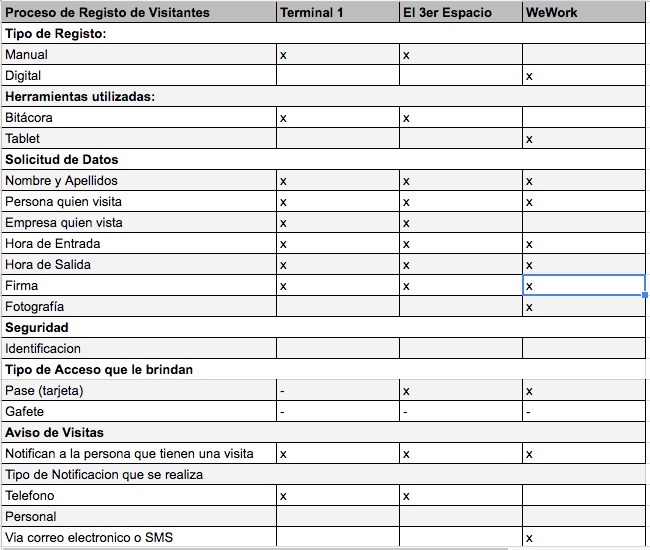 Proceso de Registro de Visitantes Terminal 1 El 3er Espacio WeWork
Tipo de Registro:
Manual x x
Digital x
Herramientas utilizadas:
Bitácora x x
Tablet x
Solicitud de Datos
Nombre y Apellidos x x x
Persona quien visita x x x
Empresa quien vista x x
Hora de Entrada x x x
Hora de Salida x x x
Firma x x x
Fotografía x
Seguridad
Identificacion
Tipo de Acceso que le brindan
Pase (tarjeta) - x x
Gafete - - -
Aviso de Visitas
Notifican a la persona que tienen una visita x x x
Tipo de Notificacion que se realiza
Telefono x x
Personal
Via correo electronico o SMS x